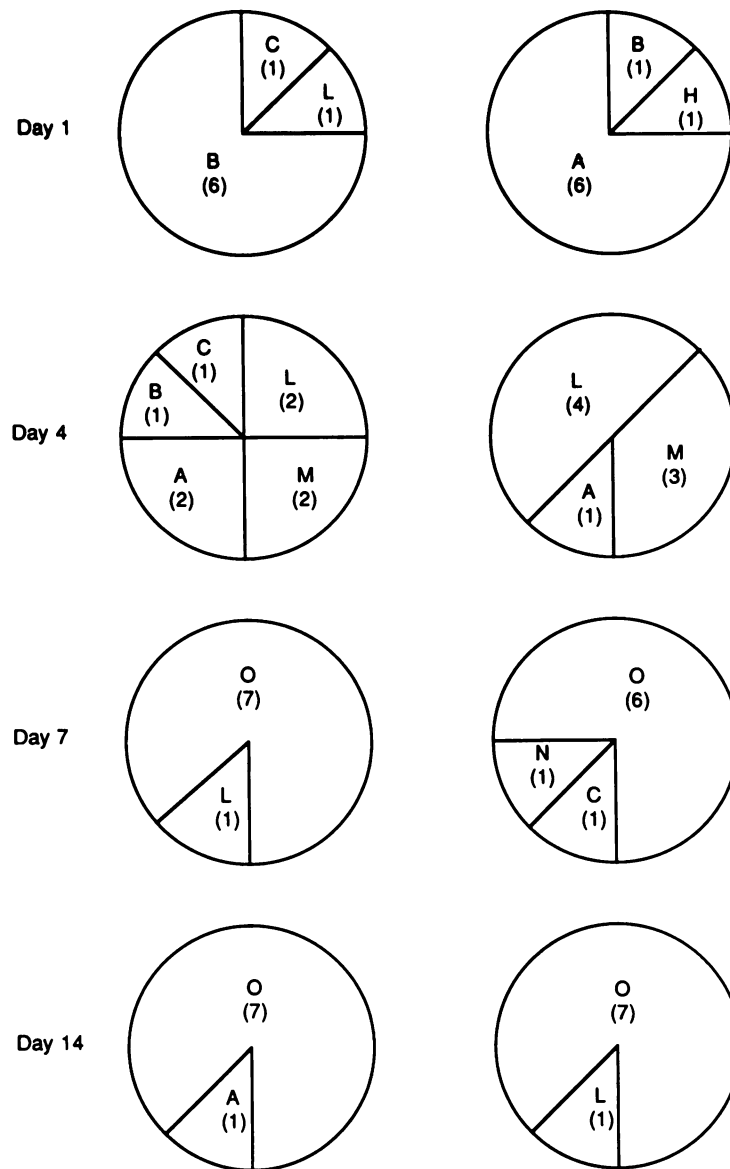 C
(1)
L
(1)
B
(6)
B
(1)
H
(1)
A
(6)
Day 1
C
(1)
B
(1)
L
(2)
A
(2)
M
(2)
L
(4)
M
(3)
A
(1)
Day 4
O
(7)
L
(1)
O
(6)
N
(1)
C
(1)
Day 7
O
(7)
A
(1)
O
(7)
L
(1)
Day 14